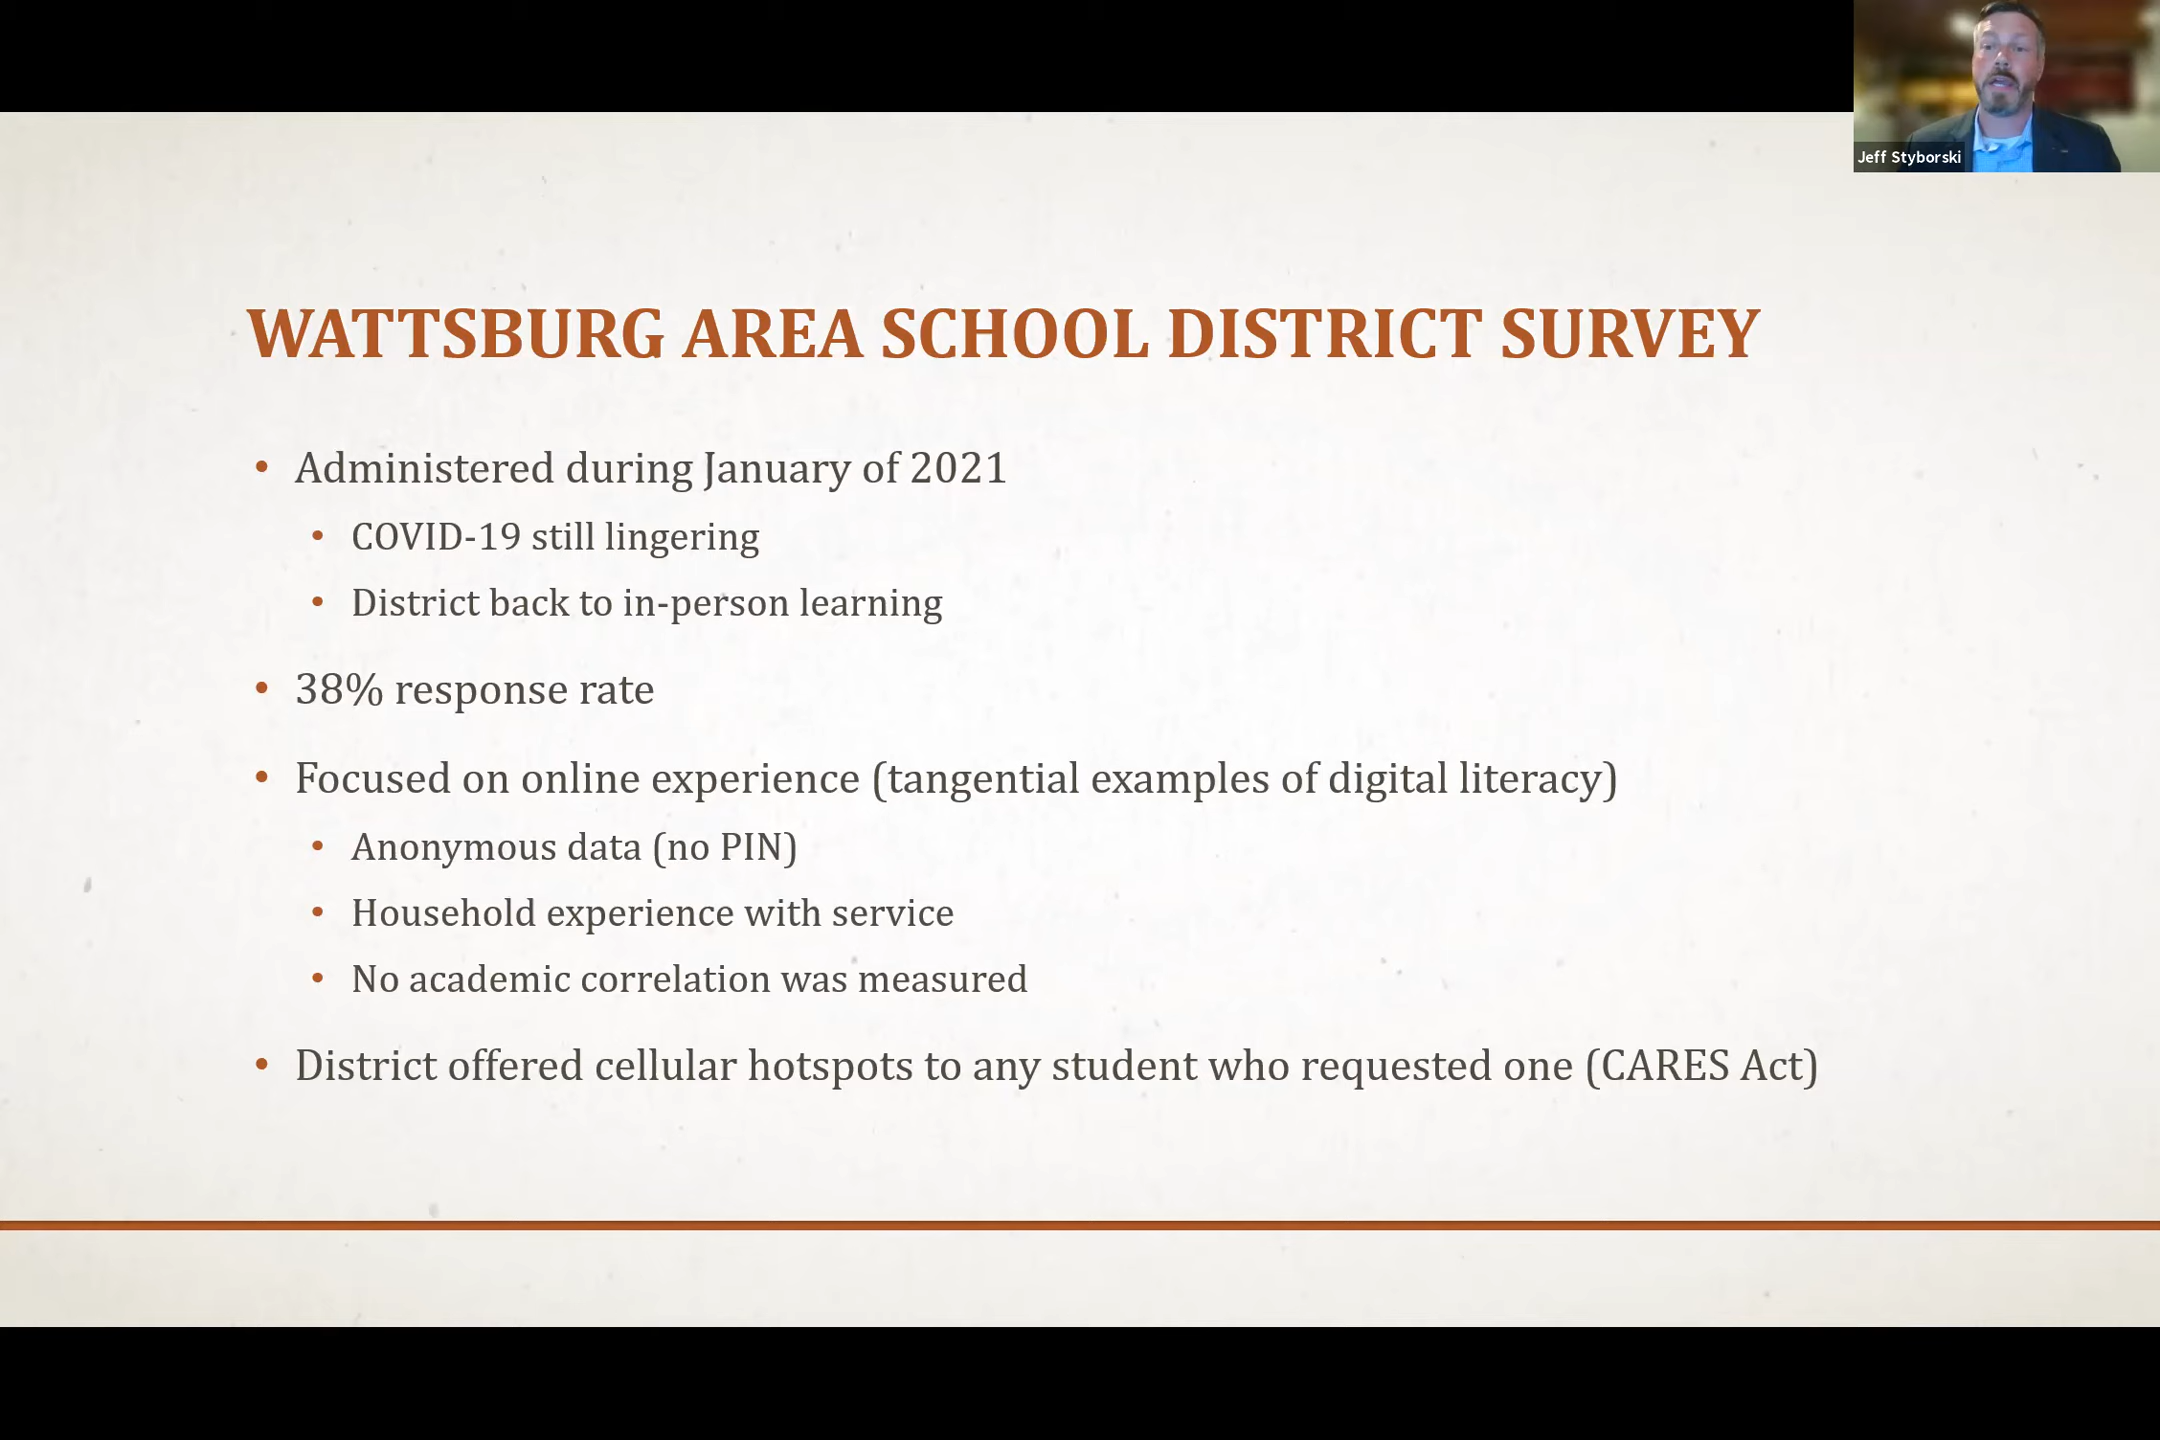 Jeff Styborski
WATTSBURG AREA SCHOOL DISTRICT SURVEY
• Administered during January of 2021
• COVID-19 still lingering
• District back to in-person learning
• 38% response rate
• Focused on online experience (tangential examples of digital literacy)
• Anonymous data (no PIN)
• Household experience with service
• No academic correlation was measured
• District offered cellular hotspots to any student who requested one (CARES Act)